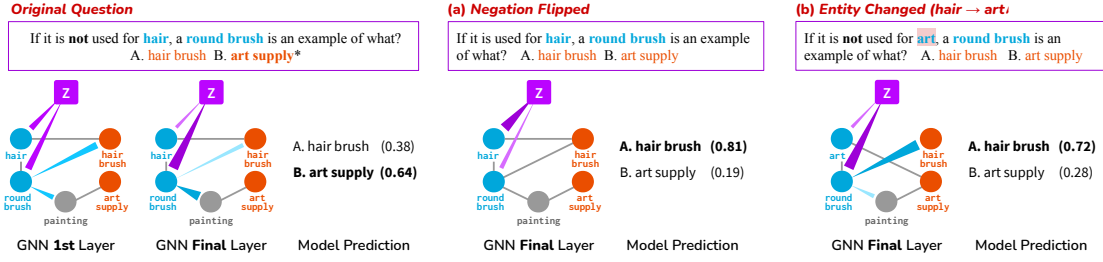 Original Question
If it is not used for hair, a round brush is an example of what?
A. hair brush B. art supply*
Z
hair
hair brush
round brush
painting
art supply
GNN 1st Layer
Z
hair
hair brush
round brush
painting
art supply
GNN Final Layer
A. hair brush (0.38)
B. art supply (0.64)
Model Prediction
(a) Negation Flipped
If it is used for hair, a round brush is an example
of what? A. hair brush B. art supply
Z
hair
hair brush
round brush
painting
art supply
GNN Final Layer
A. hair brush (0.81)
B. art supply (0.19)
Model Prediction
(b) Entity Changed (hair → art)
If it is not used for art, a round brush is an
example of what? A. hair brush B. art supply
Z
art
hair brush
round brush
painting
art supply
GNN Final Layer
A. hair brush (0.72)
B. art supply (0.28)
Model Prediction